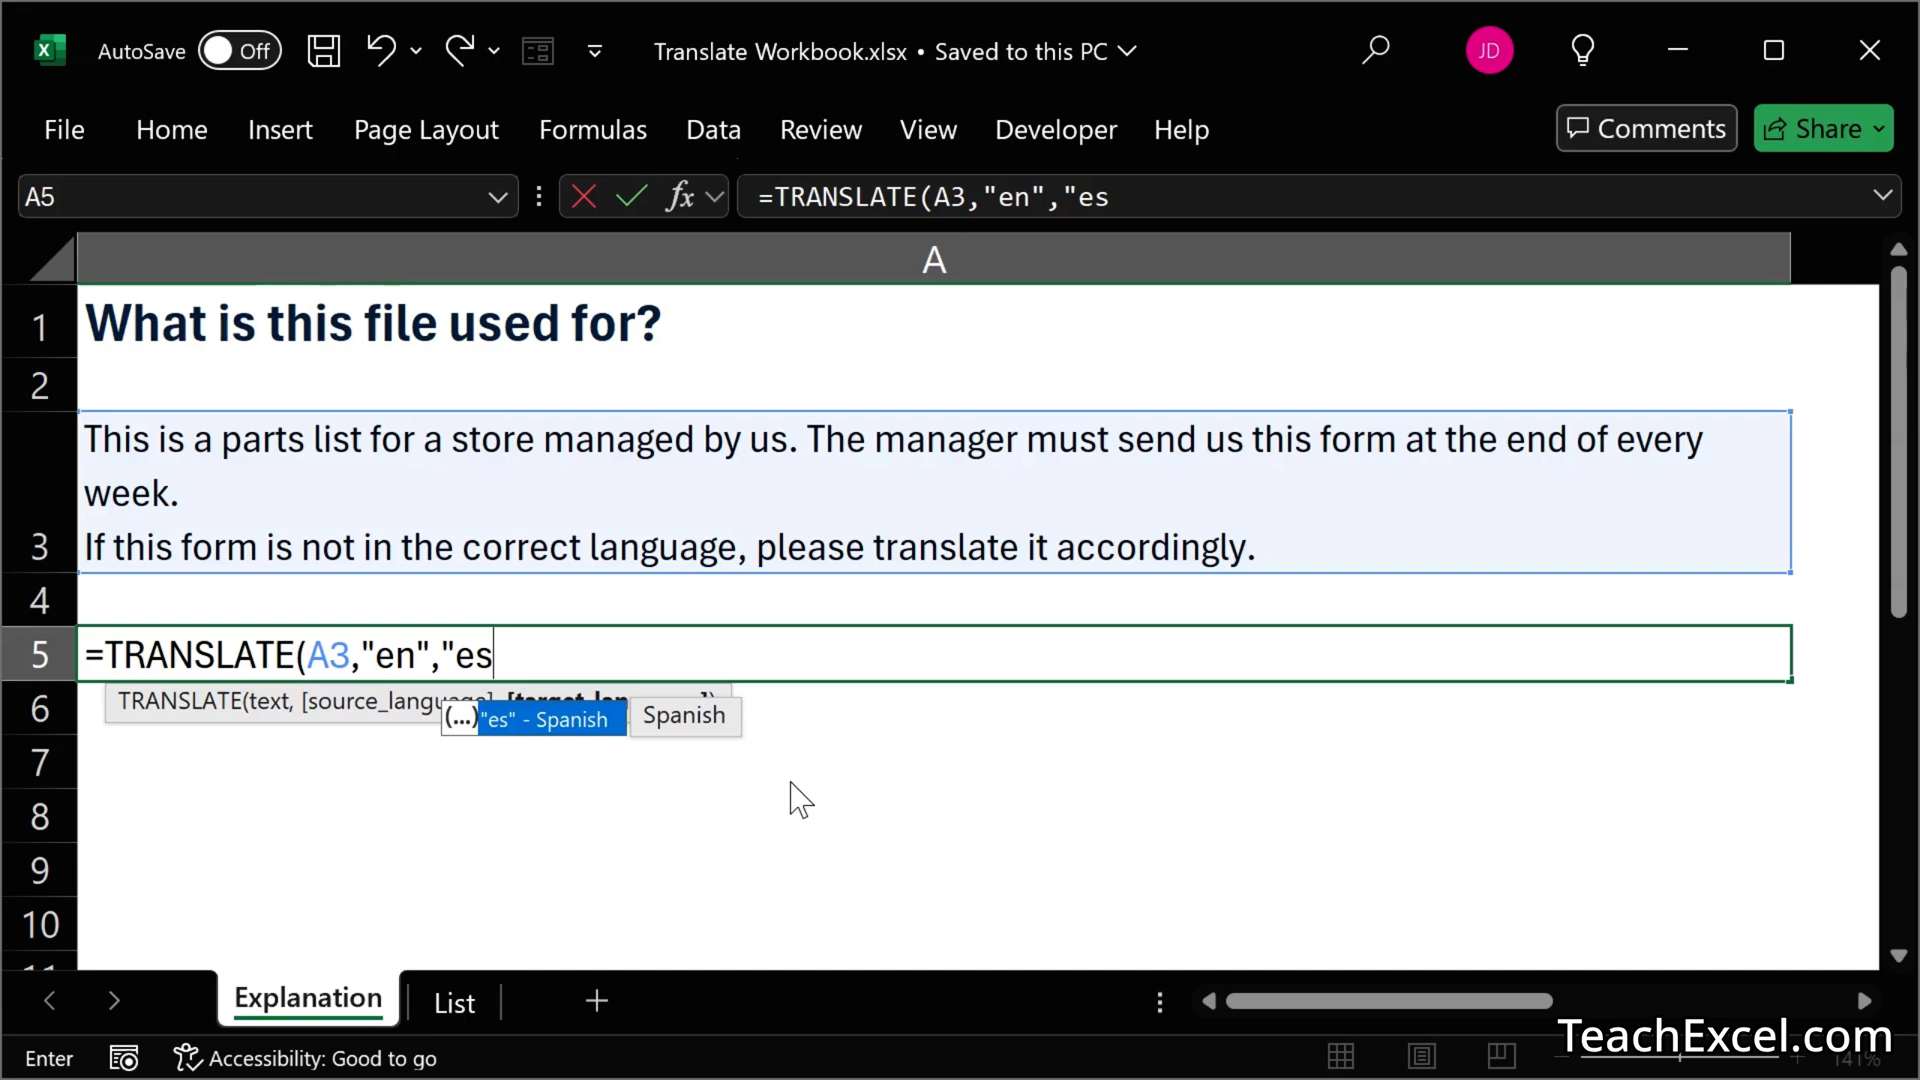 AutoSave Off Translate Workbook.xlsx • Saved to this PC JD
File Home Insert Page Layout Formulas Data Review View Developer Help Comments Share
A5 fx =TRANSLATE(A3,"en","es
A
1 What is this file used for?
2
This is a parts list for a store managed by us. The manager must send us this form at the end of every
week.
3 If this form is not in the correct language, please translate it accordingly.
4
5 =TRANSLATE(A3,"en","es
6 TRANSLATE(text, [source_language],
(...) "es" - Spanish Spanish
7
8
9
10
11
Explanation List
TeachExcel.com
Enter Accessibility: Good to go 141%